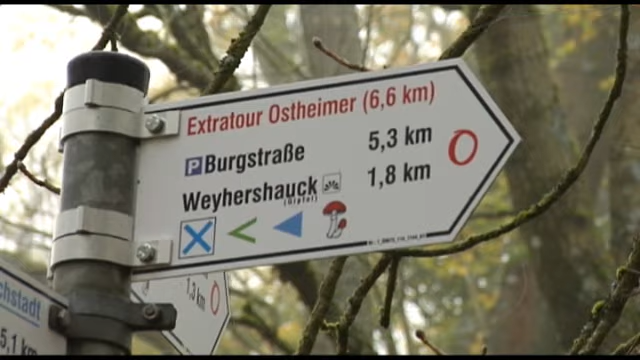 Extratour Ostheimer (6,6 km)
P Burgstraße 5,3 km
Weyhershauck 1,8 km
(Gipfel)
1,3 km
chstadt
5,1 km